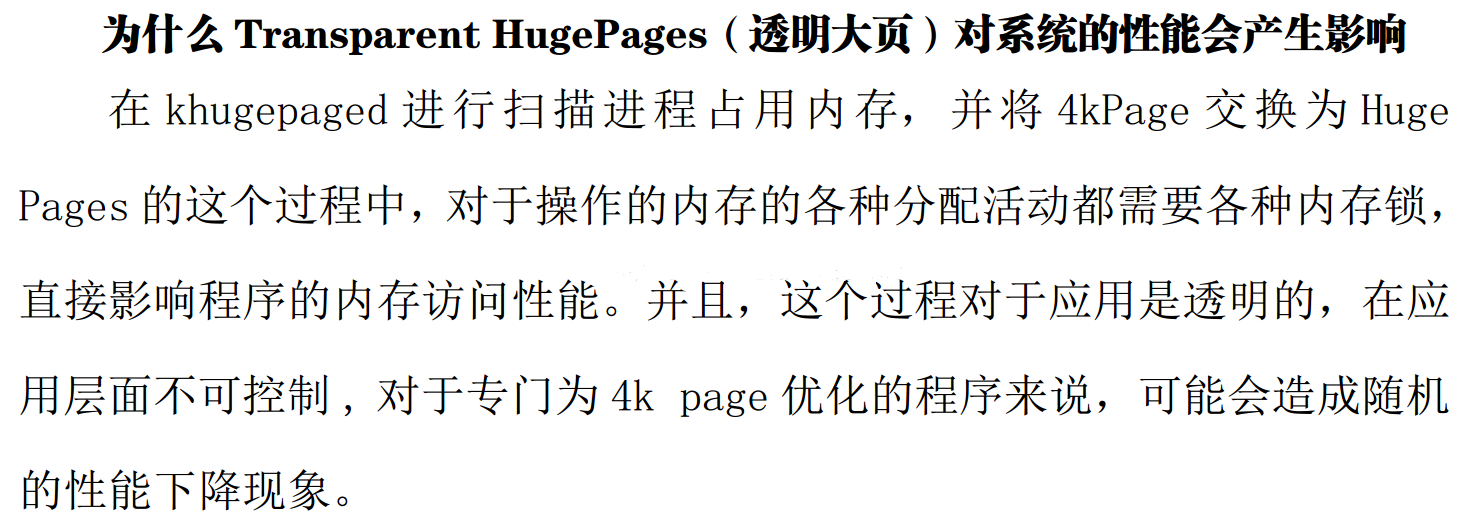 为什么 Transparent HugePages（透明大页）对系统的性能会产生影响
在 khugepaged 进行扫描进程占用内存，并将 4kPage 交换为 Huge
Pages 的这个过程中，对于操作的内存的各种分配活动都需要各种内存锁，
直接影响程序的内存访问性能。并且，这个过程对于应用是透明的，在应
用层面不可控制，对于专门为 4k page 优化的程序来说，可能会造成随机
的性能下降现象。